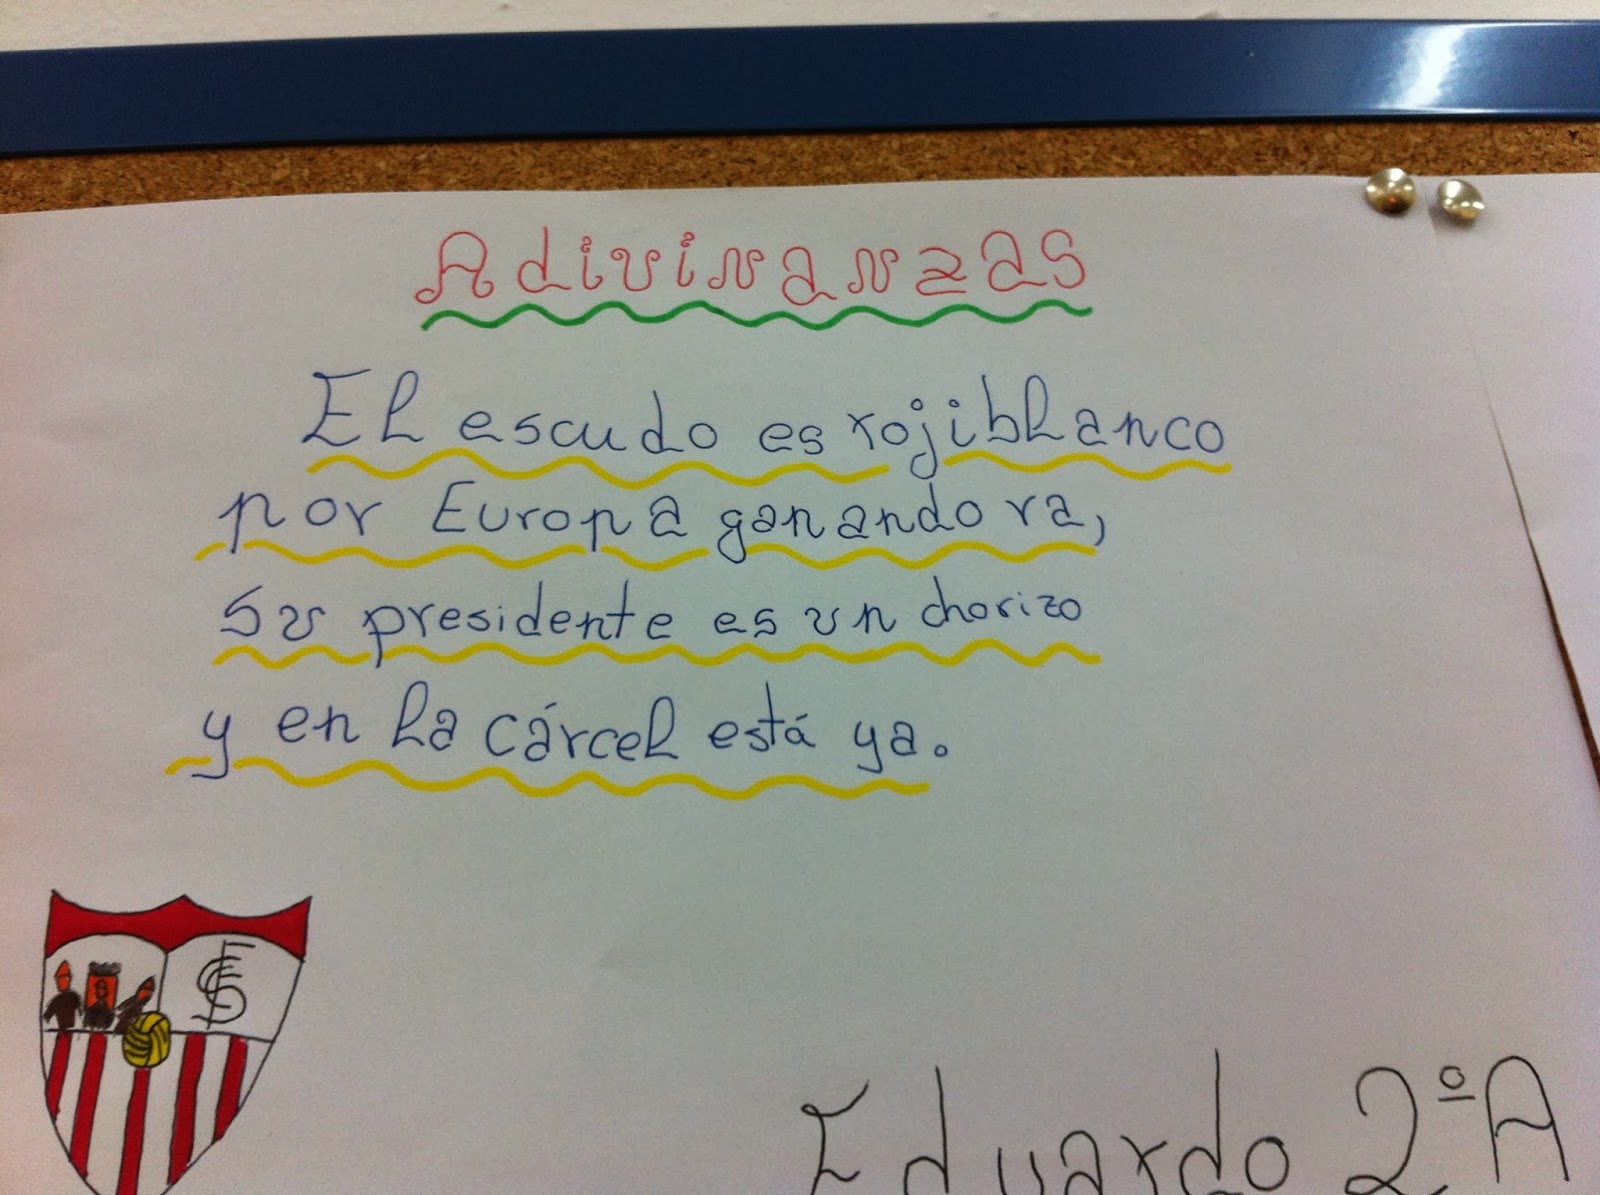 Adivinanzas
El escudo es rojiblanco
por Europa ganando va,
Su presidente es un chorizo
y en la cárcel está ya.
SFC
Eduardo 2ºA